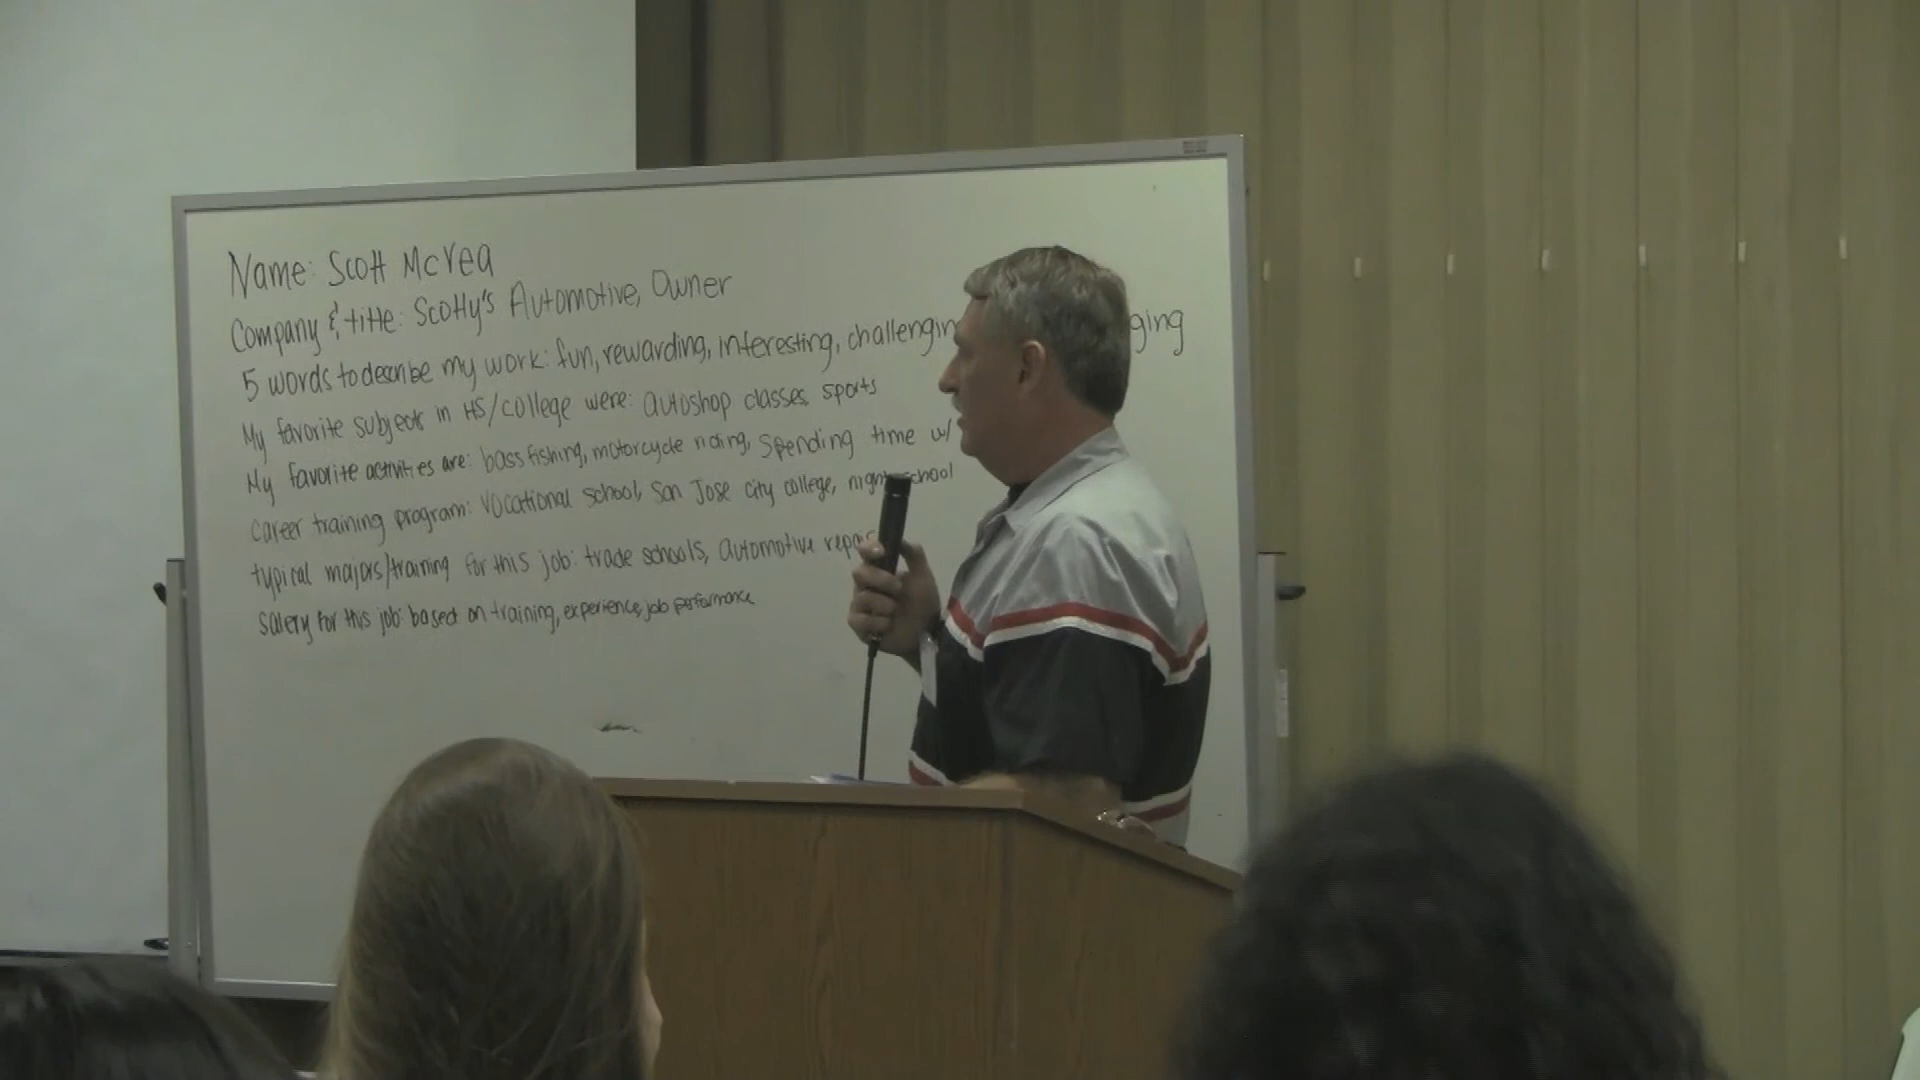 Name: Scott McVea
Company & title: Scotty's Automotive, Owner
5 words to describe my work: fun, rewarding, interesting, challenging
My favorite subjects in HS/college were: autoshop classes, sports
My favorite activities are: bass fishing, motorcycle riding, spending time w/
career training program: vocational school, San Jose city college, night school
typical majors/training for this job: trade schools, automotive repair
salery for this job: based on training, experience, job performance